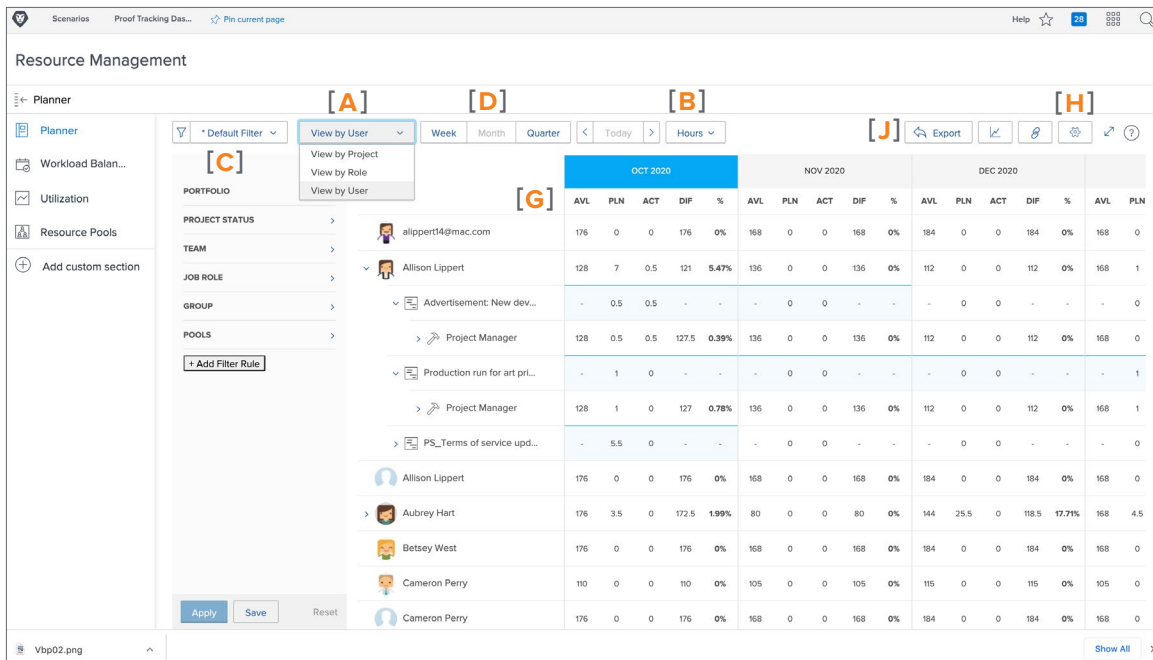 Scenarios Proof Tracking Das... Pin current page Help 28
Resource Management
Planner
[A] [D] [B] [H]
Planner * Default Filter View by User Week Month Quarter < Today > Hours [J] Export ?
[C]
View by Project
View by Role
View by User
Workload Balan...
Utilization
Resource Pools
Add custom section
PORTFOLIO
PROJECT STATUS
TEAM
JOB ROLE
GROUP
POOLS
+ Add Filter Rule
Apply Save Reset
OCT 2020 NOV 2020 DEC 2020
[G] AVL PLN ACT DIF % AVL PLN ACT DIF % AVL PLN ACT DIF % AVL PLN
alippert14@mac.com 176 0 0 176 0% 168 0 0 168 0% 184 0 0 184 0% 168 0
Allison Lippert 128 7 0.5 121 5.47% 136 0 0 136 0% 112 0 0 112 0% 168 1
Advertisement: New dev... - 0.5 0.5 - - - 0 0 - - - 0 0 - - - 0
Project Manager 128 0.5 0.5 127.5 0.39% 136 0 0 136 0% 112 0 0 112 0% 168 0
Production run for art pri... - 1 0 - - - 0 0 - - - 0 0 - - - 1
Project Manager 128 1 0 127 0.78% 136 0 0 136 0% 112 0 0 112 0% 168 1
PS_Terms of service upd... - 5.5 0 - - - 0 0 - - - 0 0 - - - 0
Allison Lippert 176 0 0 176 0% 168 0 0 168 0% 184 0 0 184 0% 168 0
Aubrey Hart 176 3.5 0 172.5 1.99% 80 0 0 80 0% 144 25.5 0 118.5 17.71% 168 4.5
Betsey West 176 0 0 176 0% 168 0 0 168 0% 184 0 0 184 0% 168 0
Cameron Perry 110 0 0 110 0% 105 0 0 105 0% 115 0 0 115 0% 105 0
Cameron Perry 176 0 0 176 0% 168 0 0 168 0% 184 0 0 184 0% 168 0
Vbp02.png Show All